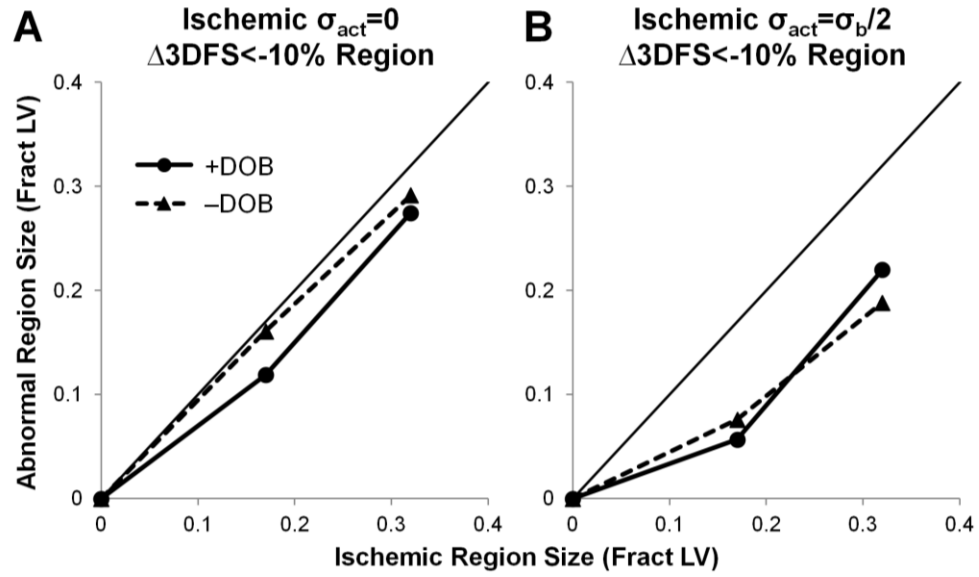 A
Ischemic σact=0
Δ3DFS<-10% Region
B
Ischemic σact=σb/2
Δ3DFS<-10% Region
Abnormal Region Size (Fract LV)
0.4
0.3
0.2
0.1
0
+DOB
–DOB
0 0.1 0.2 0.3 0.4
0.4
0.3
0.2
0.1
0
0 0.1 0.2 0.3 0.4
Ischemic Region Size (Fract LV)